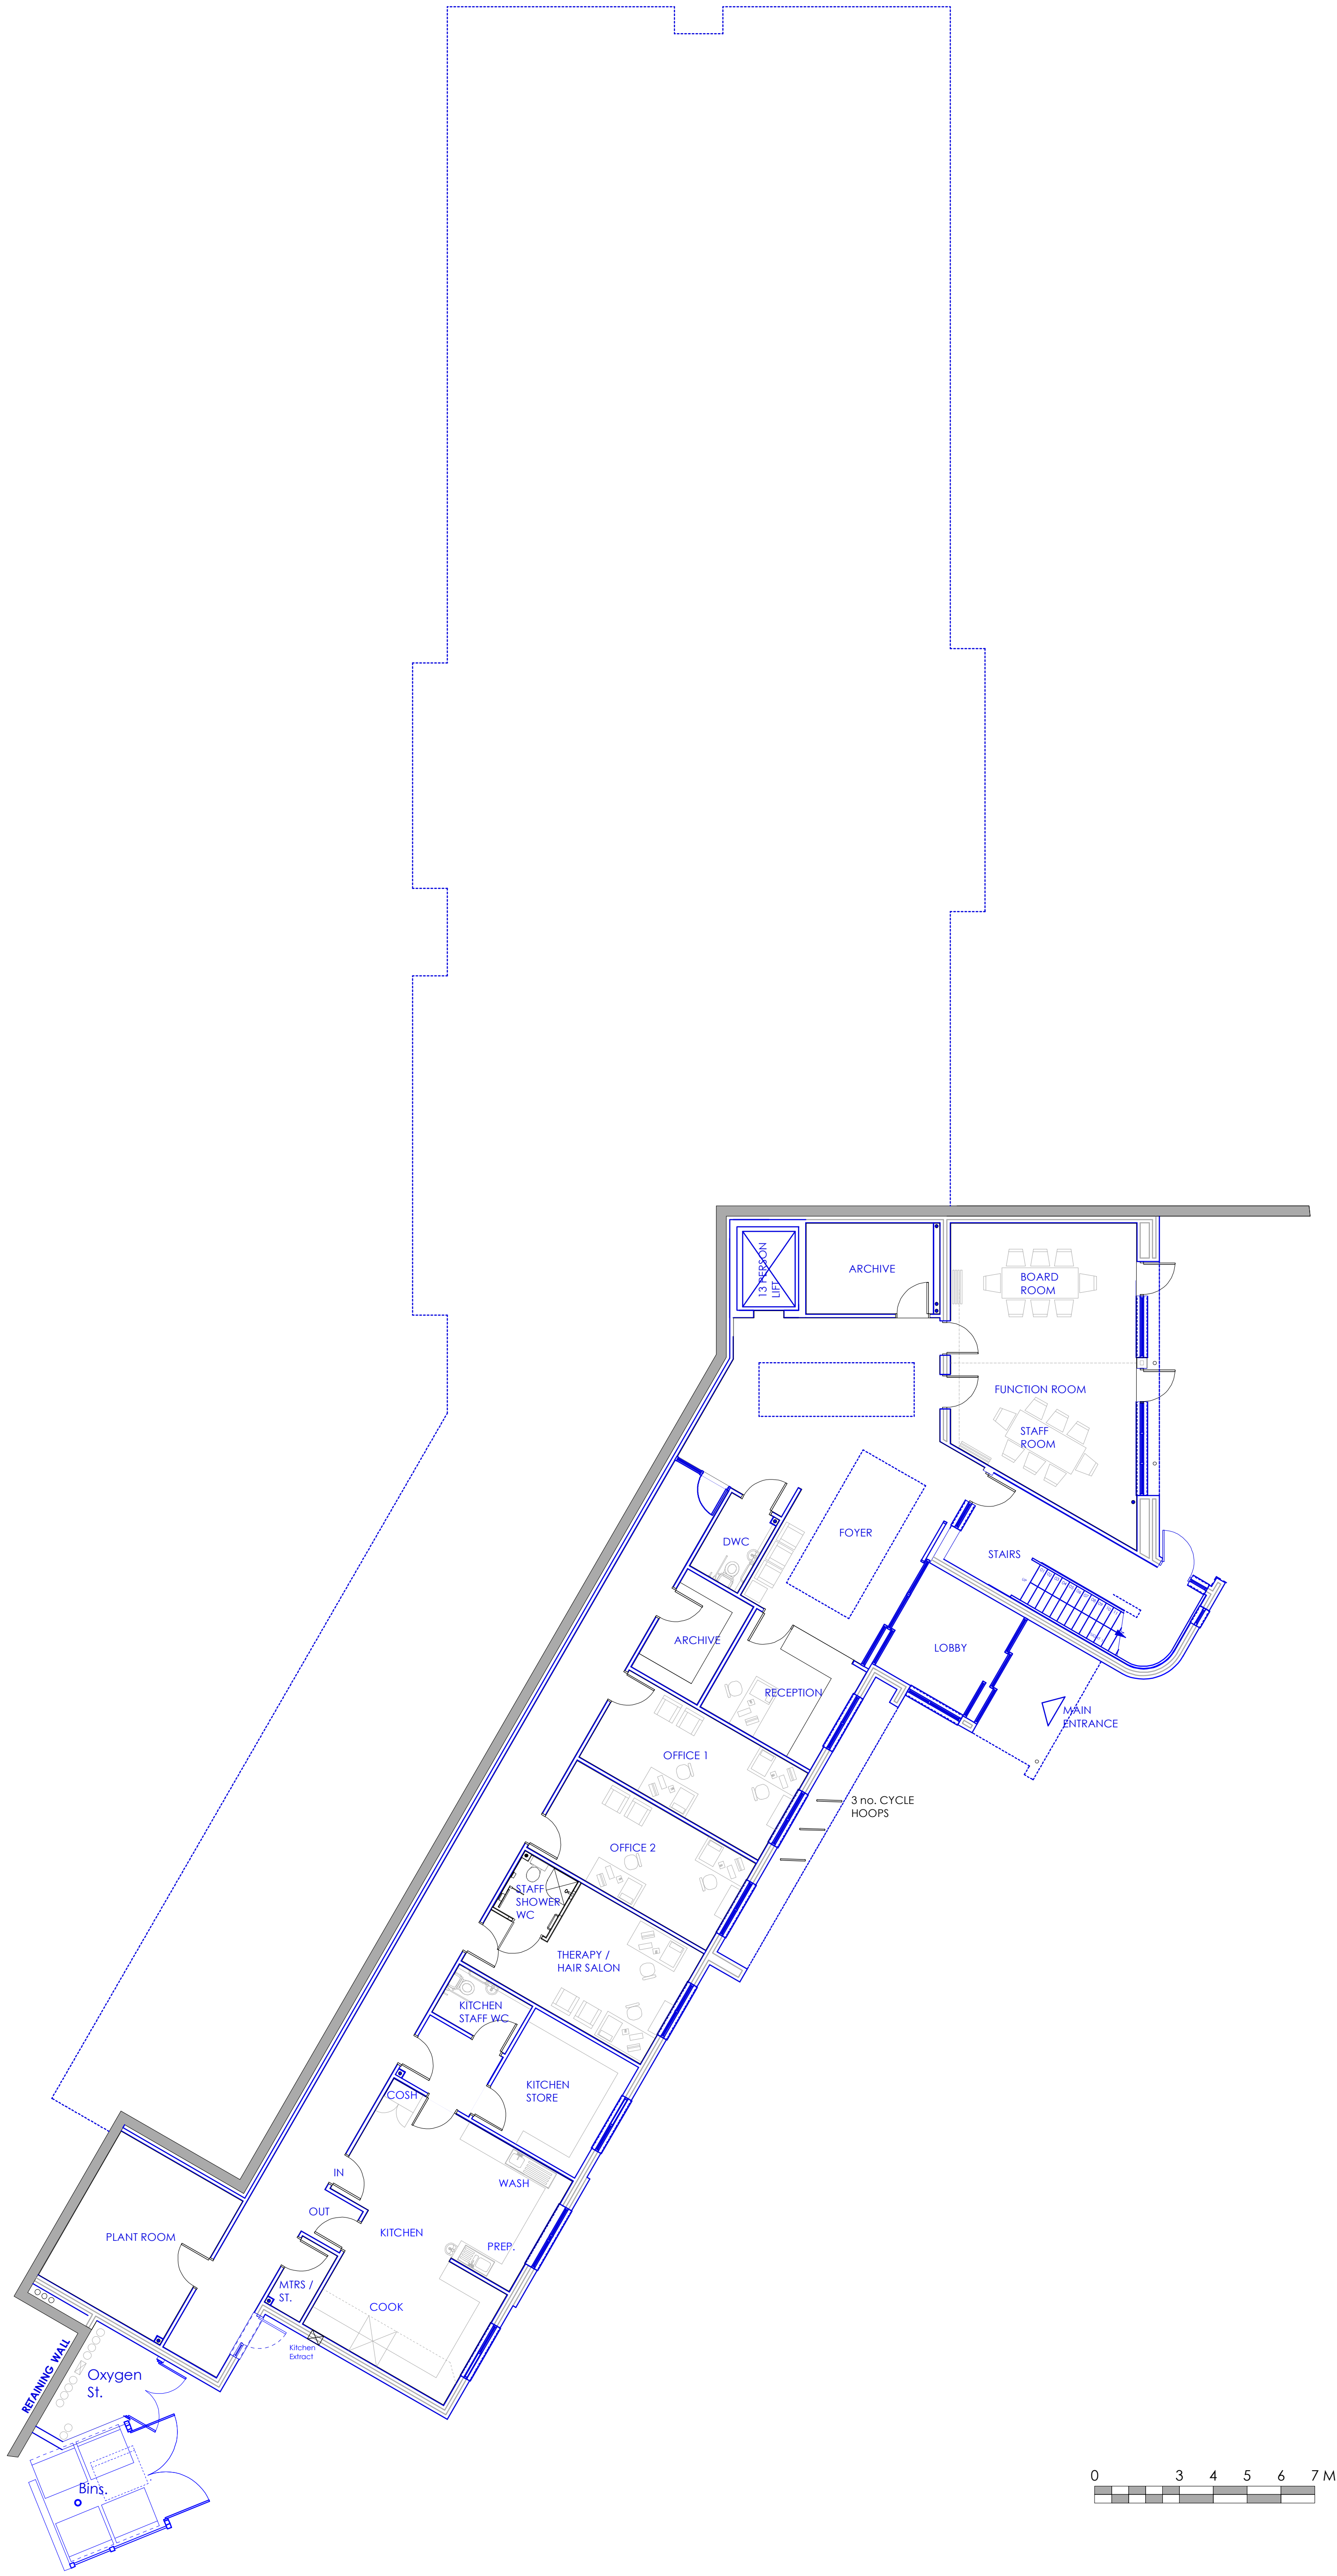 13 PERSON
LIFT
ARCHIVE
BOARD
ROOM
FUNCTION ROOM
STAFF
ROOM
DWC
FOYER
STAIRS
ARCHIVE
LOBBY
RECEPTION
MAIN
ENTRANCE
OFFICE 1
3 no. CYCLE
HOOPS
OFFICE 2
STAFF
SHOWER
WC
THERAPY /
HAIR SALON
KITCHEN
STAFF WC
KITCHEN
STORE
COSH
IN
WASH
OUT
KITCHEN
PREP.
PLANT ROOM
MTRS /
ST.
COOK
Kitchen
Extract
RETAINING WALL
Oxygen
St.
Bins.
0 3 4 5 6 7 M